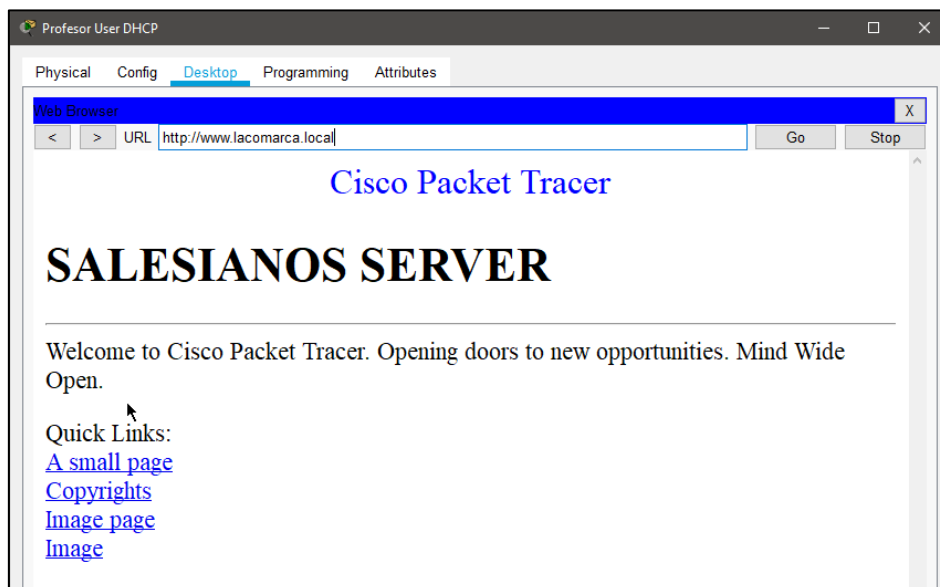 Profesor User DHCP
Physical Config Desktop Programming Attributes
Web Browser X
< > URL http://www.lacomarca.local Go Stop
Cisco Packet Tracer
SALESIANOS SERVER
Welcome to Cisco Packet Tracer. Opening doors to new opportunities. Mind Wide
Open.
Quick Links:
A small page
Copyrights
Image page
Image